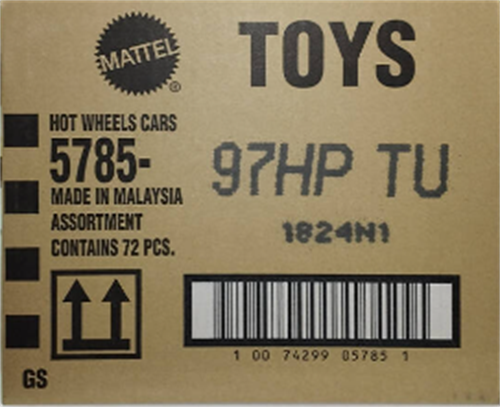 MATTEL
®
TOYS
HOT WHEELS CARS
5785-
MADE IN MALAYSIA
ASSORTMENT
CONTAINS 72 PCS.
97HP TU
1824N1
1 00 74299 05785 1
GS